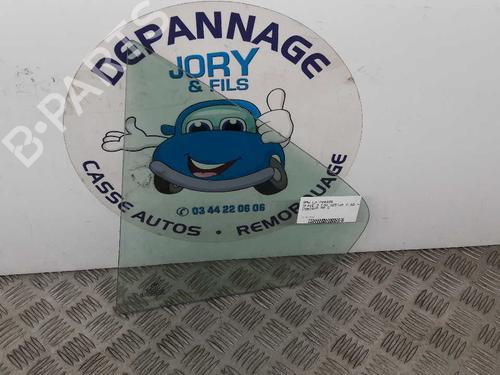 DEPANNAGE
JORY
& FILS
CASSE AUTOS - REMORQUAGE
03 44 22 06 06
B-PARTS